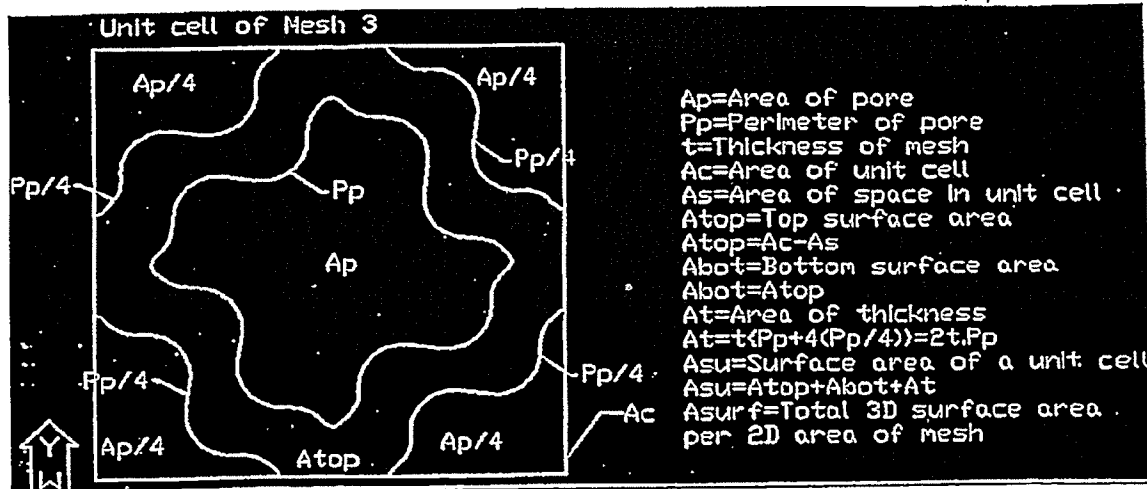 Unit cell of Mesh 3
Ap/4
Ap/4
Pp/4
Pp/4
Pp
Ap
Pp/4
Pp/4
Ac
Ap/4
Ap/4
Atop
Y
W
Ap=Area of pore
Pp=Perimeter of pore
t=Thickness of mesh
Ac=Area of unit cell
As=Area of space in unit cell
Atop=Top surface area
Atop=Ac-As
Abot=Bottom surface area
Abot=Atop
At=Area of thickness
At=t(Pp+4(Pp/4))=2t.Pp
Asu=Surface area of a unit cell
Asu=Atop+Abot+At
Asurf=Total 3D surface area
per 2D area of mesh